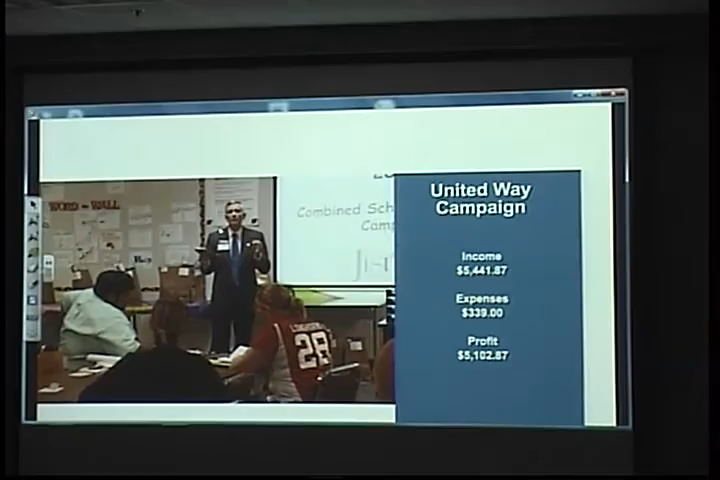 WORD WALL
Combined Sch
Camp
28
United Way
Campaign
Income
$5,441.87
Expenses
$339.00
Profit
$5,102.87